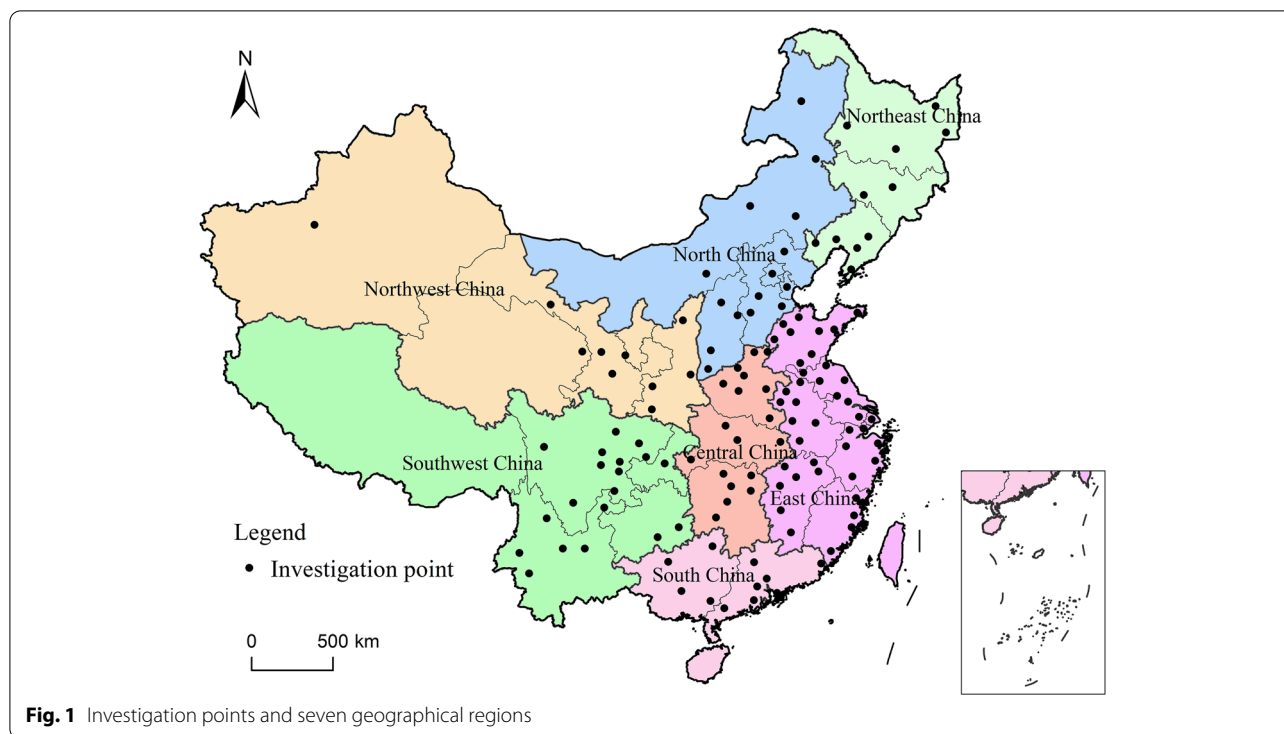 N
Northeast China
North China
Northwest China
Southwest China
Central China
East China
South China
Legend
Investigation point
0 500 km
Fig. 1 Investigation points and seven geographical regions